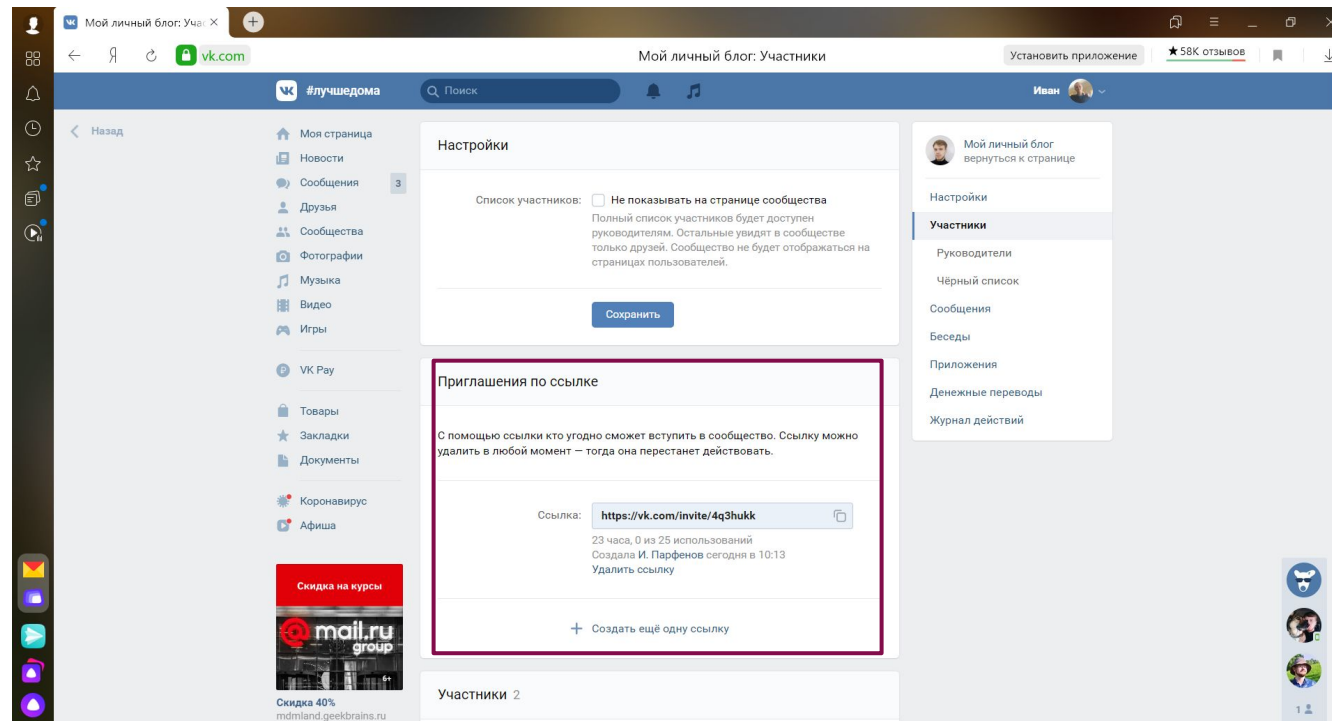 Мой личный блог: Учас
vk.com
Мой личный блог: Участники
Установить приложение
★ 58K отзывов
#лучшедома
Поиск
Иван
Назад
Моя страница
Новости
Сообщения 3
Друзья
Сообщества
Фотографии
Музыка
Видео
Игры
VK Pay
Товары
Закладки
Документы
Коронавирус
Афиша
Скидка на курсы
mail.ru
group
6+
Скидка 40%
mdmland.geekbrains.ru
Настройки
Список участников: Не показывать на странице сообщества
Полный список участников будет доступен
руководителям. Остальные увидят в сообществе
только друзей. Сообщество не будет отображаться на
страницах пользователей.
Сохранить
Приглашения по ссылке
С помощью ссылки кто угодно сможет вступить в сообщество. Ссылку можно
удалить в любой момент — тогда она перестанет действовать.
Ссылка: https://vk.com/invite/4q3hukk
23 часа, 0 из 25 использований
Создала И. Парфенов сегодня в 10:13
Удалить ссылку
+ Создать ещё одну ссылку
Участники 2
Мой личный блог
вернуться к странице
Настройки
Участники
Руководители
Чёрный список
Сообщения
Беседы
Приложения
Денежные переводы
Журнал действий
1